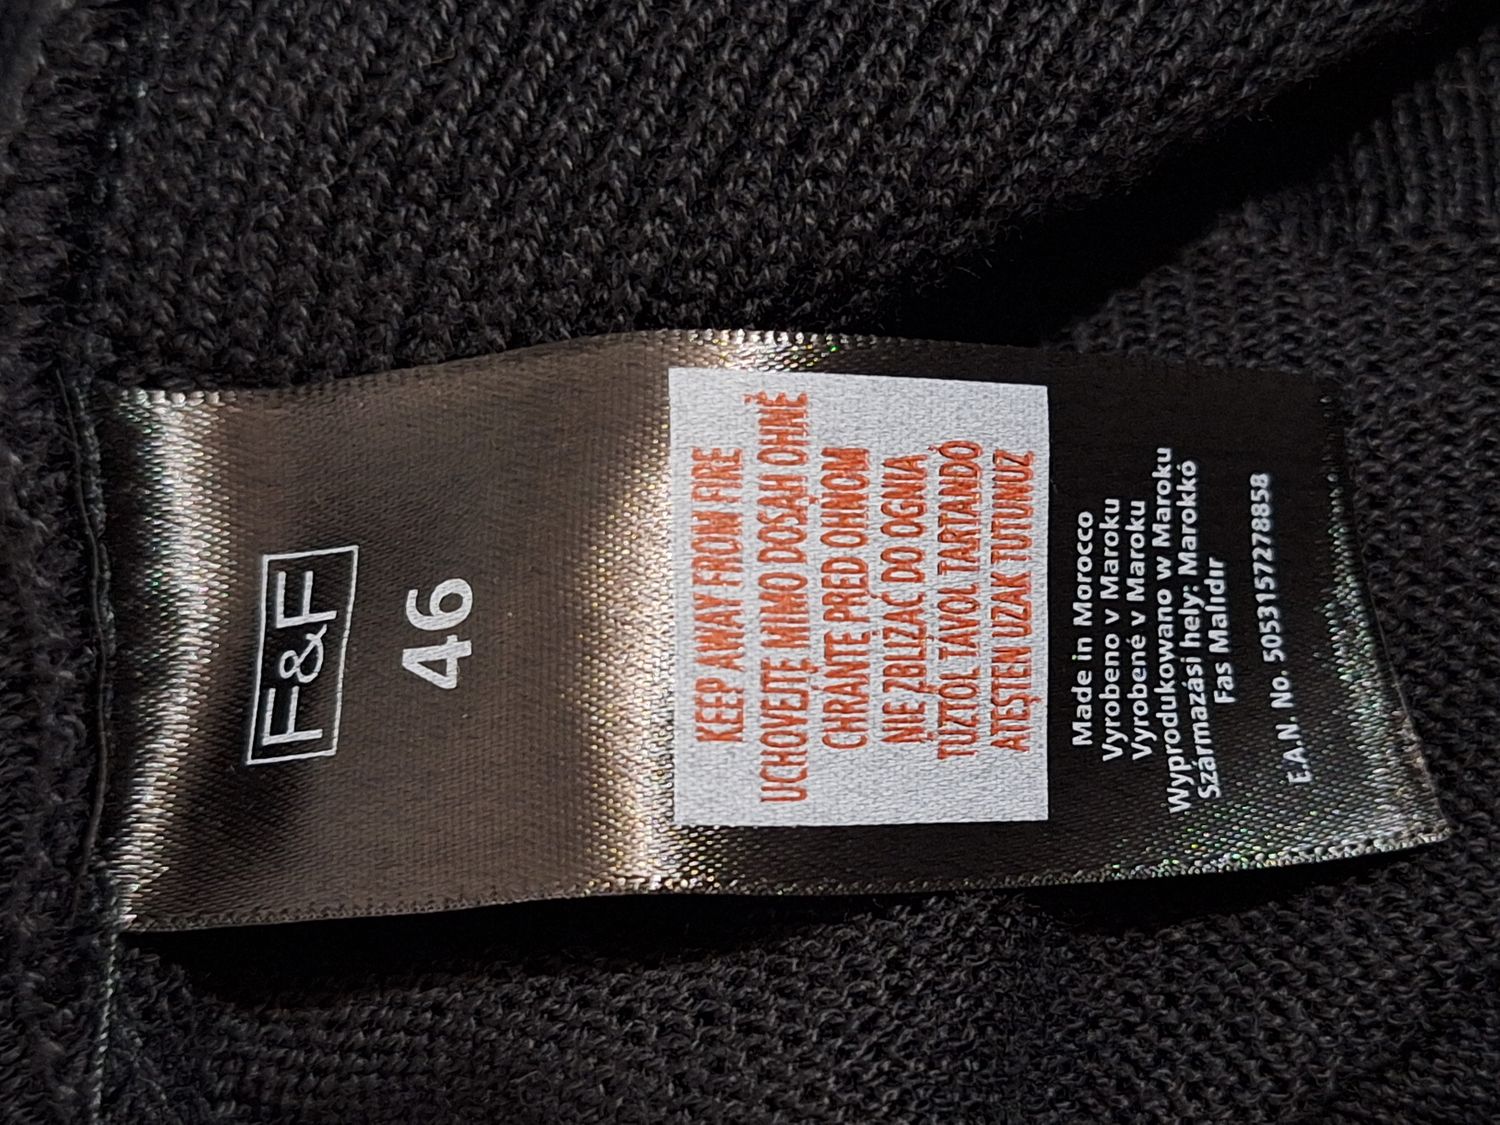 F&F
46
KEEP AWAY FROM FIRE
UCHOVEJTE MIMO DOSAH OHNĚ
CHRÁNTE PRED OHŇOM
NIE ZBLIŻAĆ DO OGNIA
TŰZTŐL TÁVOL TARTANDÓ
ATEŞTEN UZAK TUTUNUZ
Made in Morocco
Vyrobeno v Maroku
Vyrobené v Maroku
Wyprodukowano w Maroku
Származási hely: Marokkó
Fas Malıdır
E.A.N. No. 5053157278858